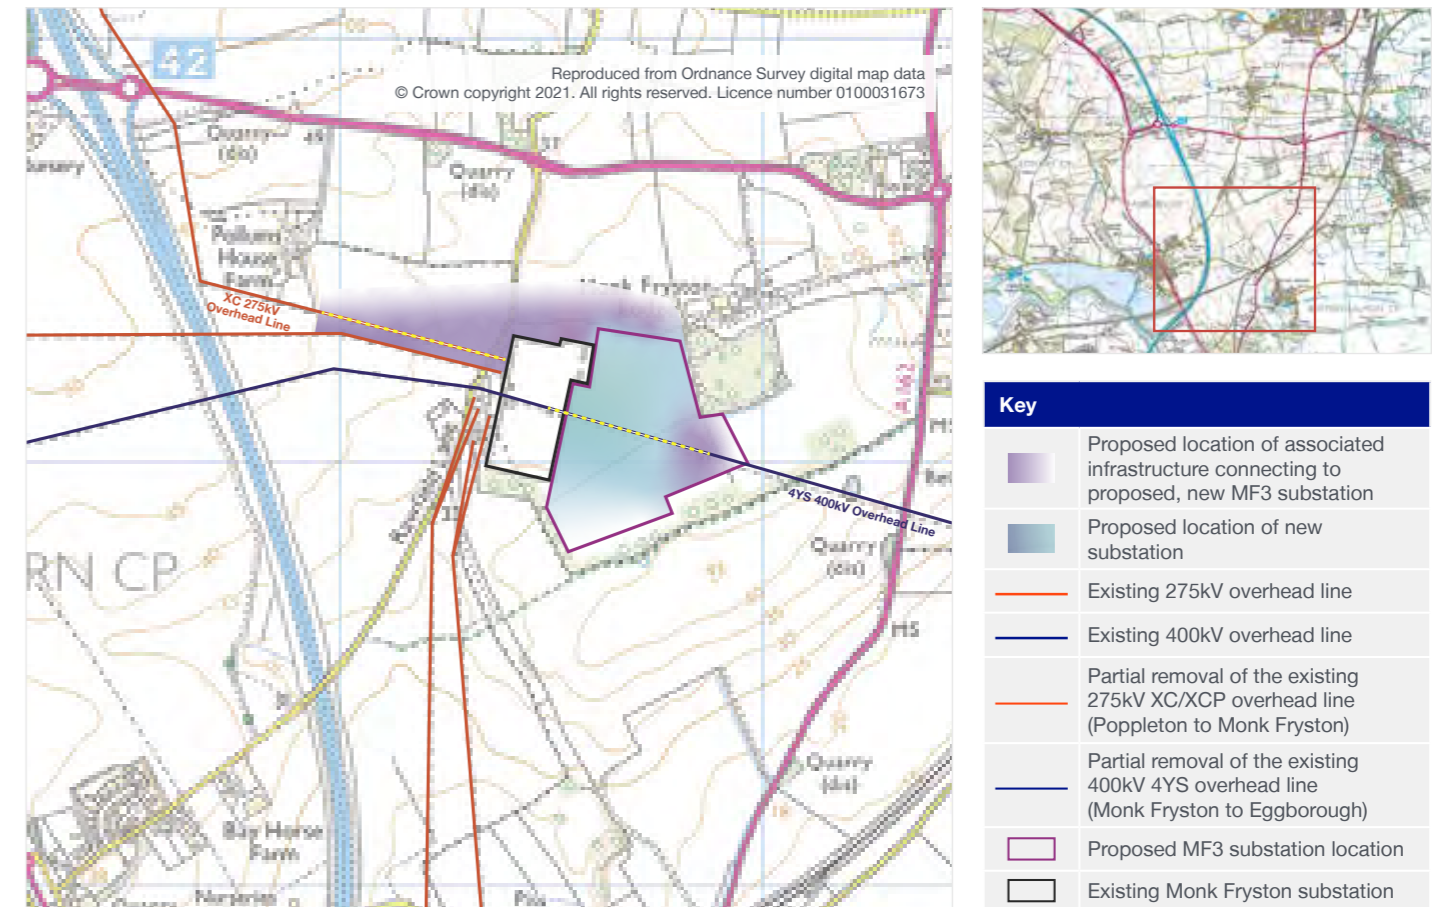 42
Reproduced from Ordnance Survey digital map data
© Crown copyright 2021. All rights reserved. Licence number 0100031673
Quarry
(dis)
49
57
Quarry
(dis)
Pollums
House
Farm
XC 275kV
Overhead Line
Monk Fryston
4YS 400kV Overhead Line
Quarry
(dis)
RN CP
MS
Quarry
(dis)
Bay Horse
Farm
Nurseries
Key
Proposed location of associated
infrastructure connecting to
proposed, new MF3 substation
Proposed location of new
substation
Existing 275kV overhead line
Existing 400kV overhead line
Partial removal of the existing
275kV XC/XCP overhead line
(Poppleton to Monk Fryston)
Partial removal of the existing
400kV 4YS overhead line
(Monk Fryston to Eggborough)
Proposed MF3 substation location
Existing Monk Fryston substation